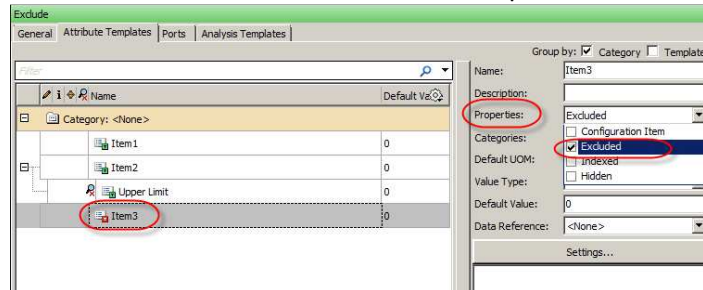 Exclude
General Attribute Templates Ports Analysis Templates
Group by: Category Template
Filter
Name Default Va
Category: <None>
Item1 0
Item2 0
Upper Limit 0
Item3 0
Name: Item3
Description:
Properties: Excluded
Configuration Item
Categories:
Excluded
Default UOM:
Indexed
Hidden
Value Type:
Default Value: 0
Data Reference: <None>
Settings...